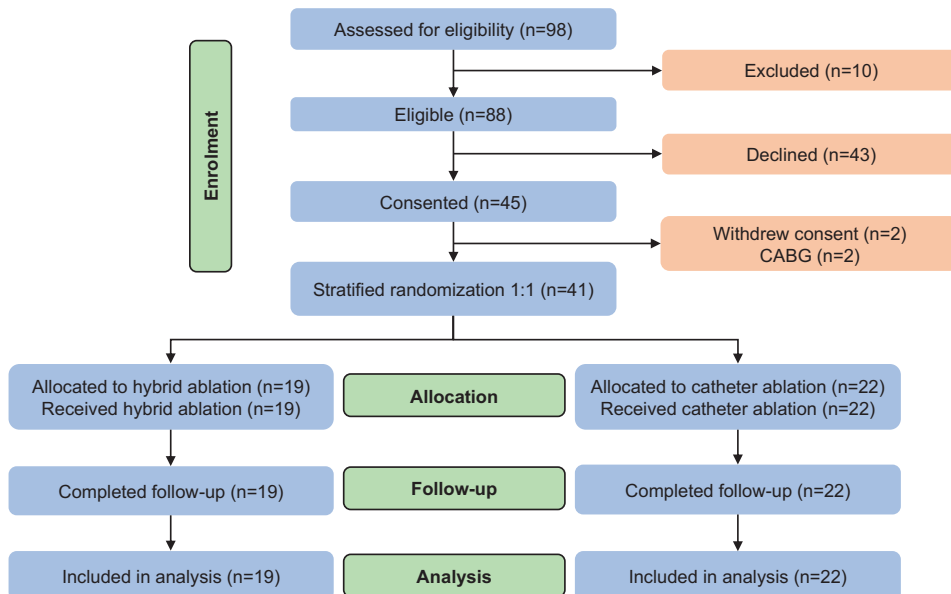 Assessed for eligibility (n=98)
Excluded (n=10)
Eligible (n=88)
Declined (n=43)
Enrolment
Consented (n=45)
Withdrew consent (n=2)
CABG (n=2)
Stratified randomization 1:1 (n=41)
Allocated to hybrid ablation (n=19)
Received hybrid ablation (n=19)
Allocation
Allocated to catheter ablation (n=22)
Received catheter ablation (n=22)
Completed follow-up (n=19)
Follow-up
Completed follow-up (n=22)
Included in analysis (n=19)
Analysis
Included in analysis (n=22)